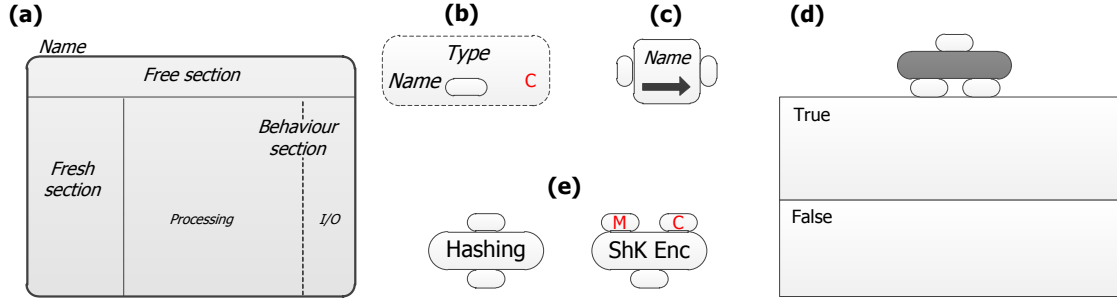 (a)
Name
Free section
Fresh
section
Behaviour
section
Processing
I/O
(b)
Type
Name
C
(c)
Name
(d)
True
False
(e)
Hashing
M
C
ShK Enc